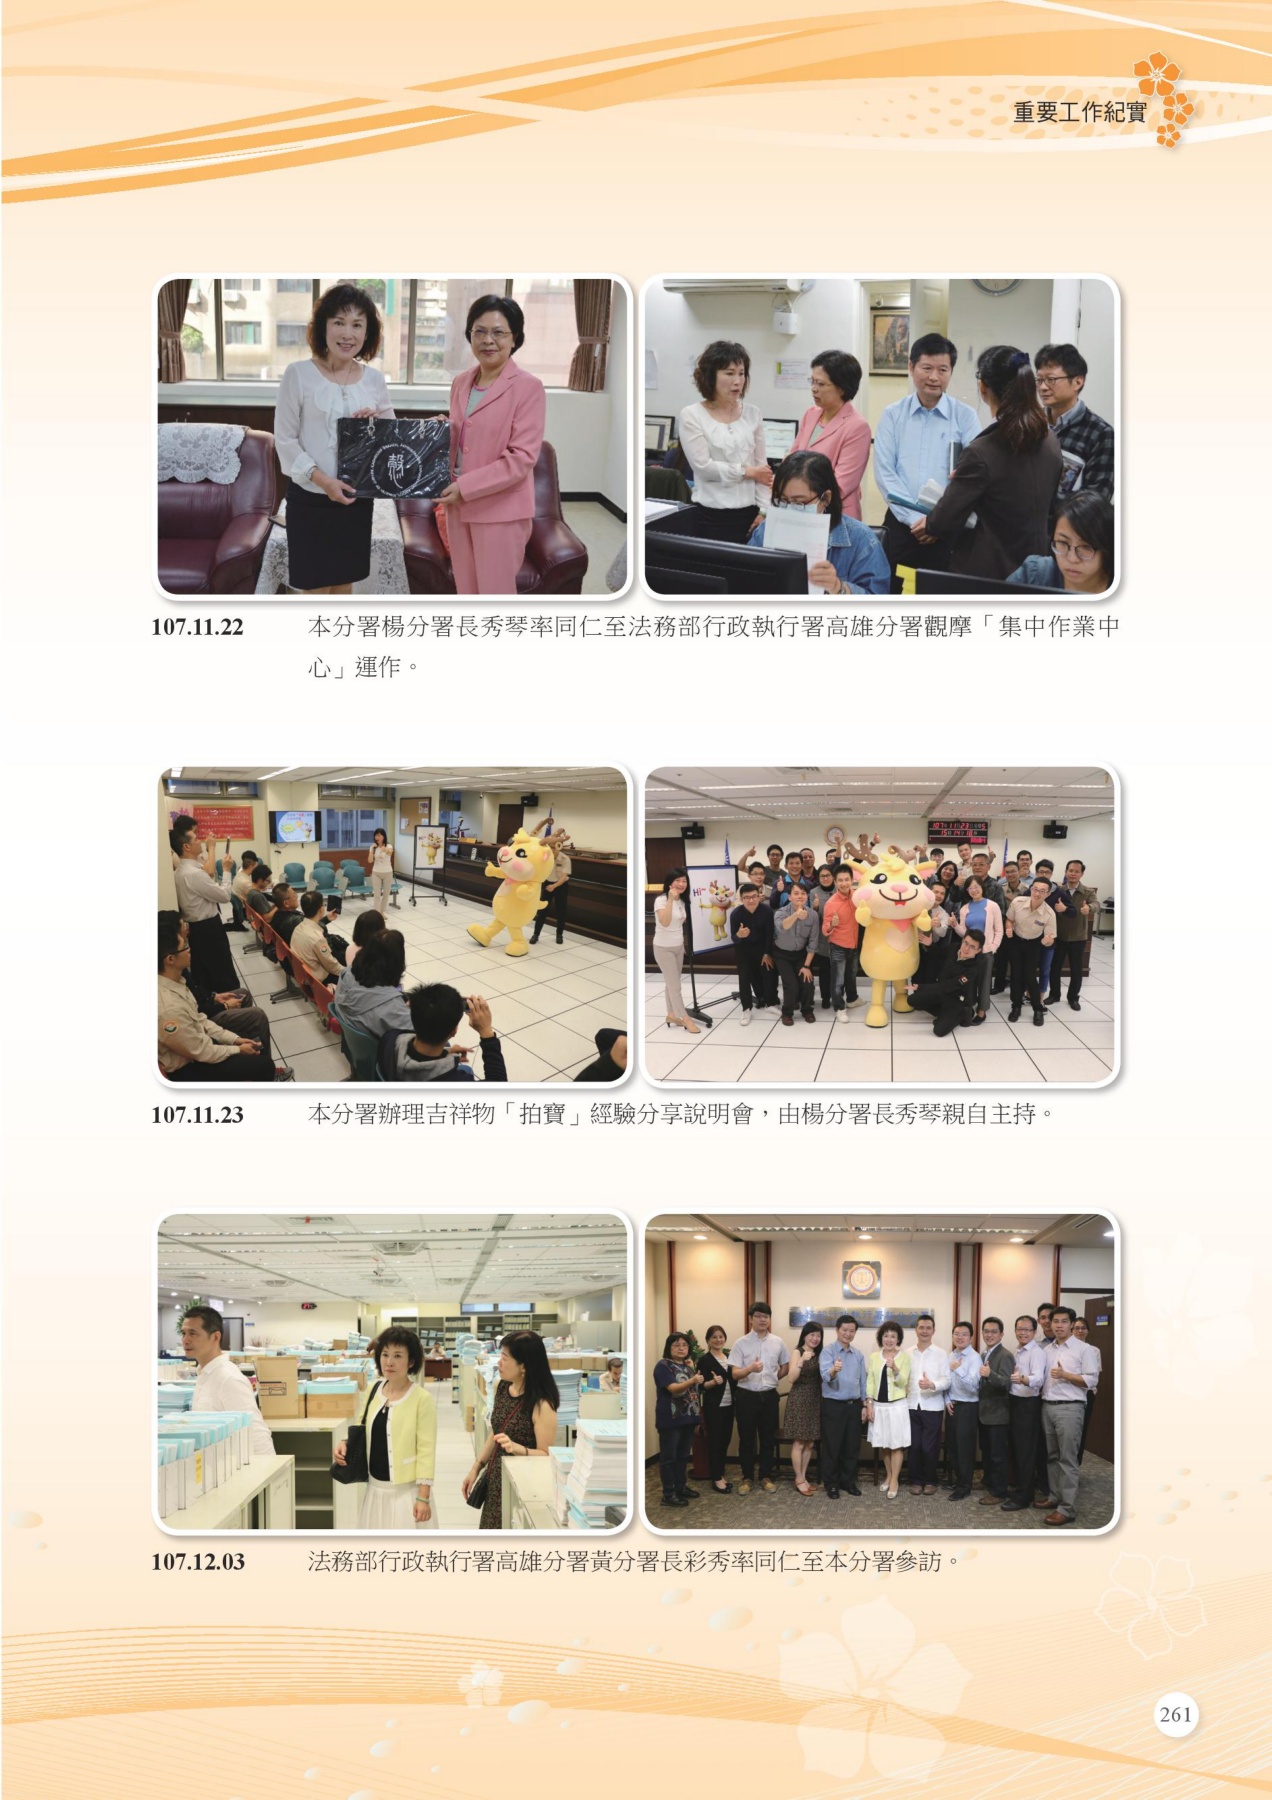 重要工作紀實
107.11.22 本分署楊分署長秀琴率同仁至法務部行政執行署高雄分署觀摩「集中作業中
心」運作。
Hi~
107.11.23 本分署辦理吉祥物「拍寶」經驗分享說明會，由楊分署長秀琴親自主持。
107.12.03 法務部行政執行署高雄分署黃分署長彩秀率同仁至本分署參訪。
261